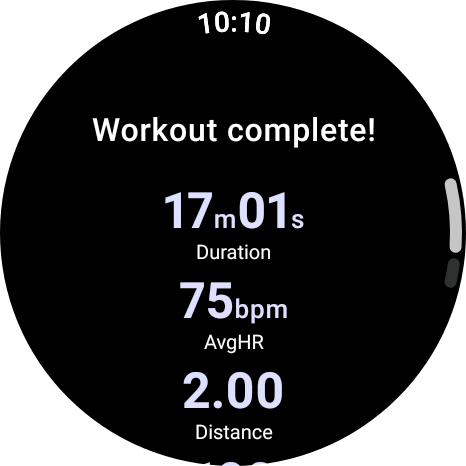 10:10
Workout complete!
17m01s
Duration
75bpm
AvgHR
2.00
Distance